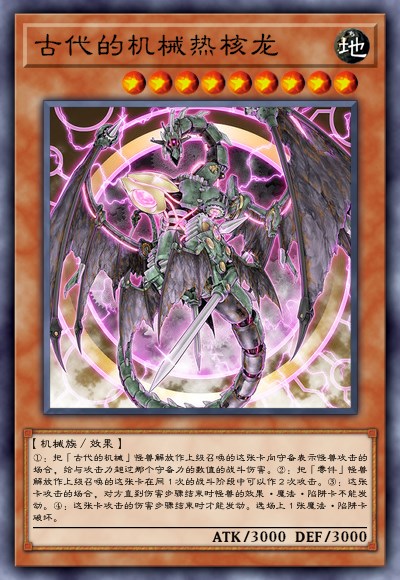 古代的机械热核龙
地
【机械族／效果】
①：把「古代的机械」怪兽解放作上级召唤的这张卡向守备表示怪兽攻击的
场合，给与攻击力超过那个守备力的数值的战斗伤害。②：把「零件」怪兽
解放作上级召唤的这张卡在同1次的战斗阶段中可以作2次攻击。③：这张
卡攻击的场合，对方直到伤害步骤结束时怪兽的效果·魔法·陷阱卡不能发
动。④：这张卡攻击的伤害步骤结束时才能发动。选场上1张魔法·陷阱卡
破坏。
ATK/3000 DEF/3000